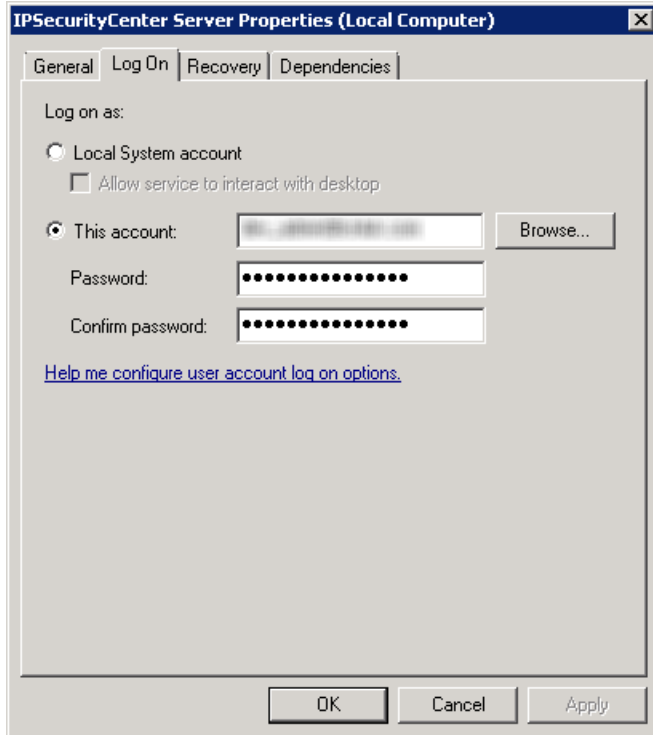 IPSecurityCenter Server Properties (Local Computer)
General Log On Recovery Dependencies
Log on as:
Local System account
Allow service to interact with desktop
This account: Browse...
Password: •••••••••••••••
Confirm password: •••••••••••••••
Help me configure user account log on options.
OK Cancel Apply